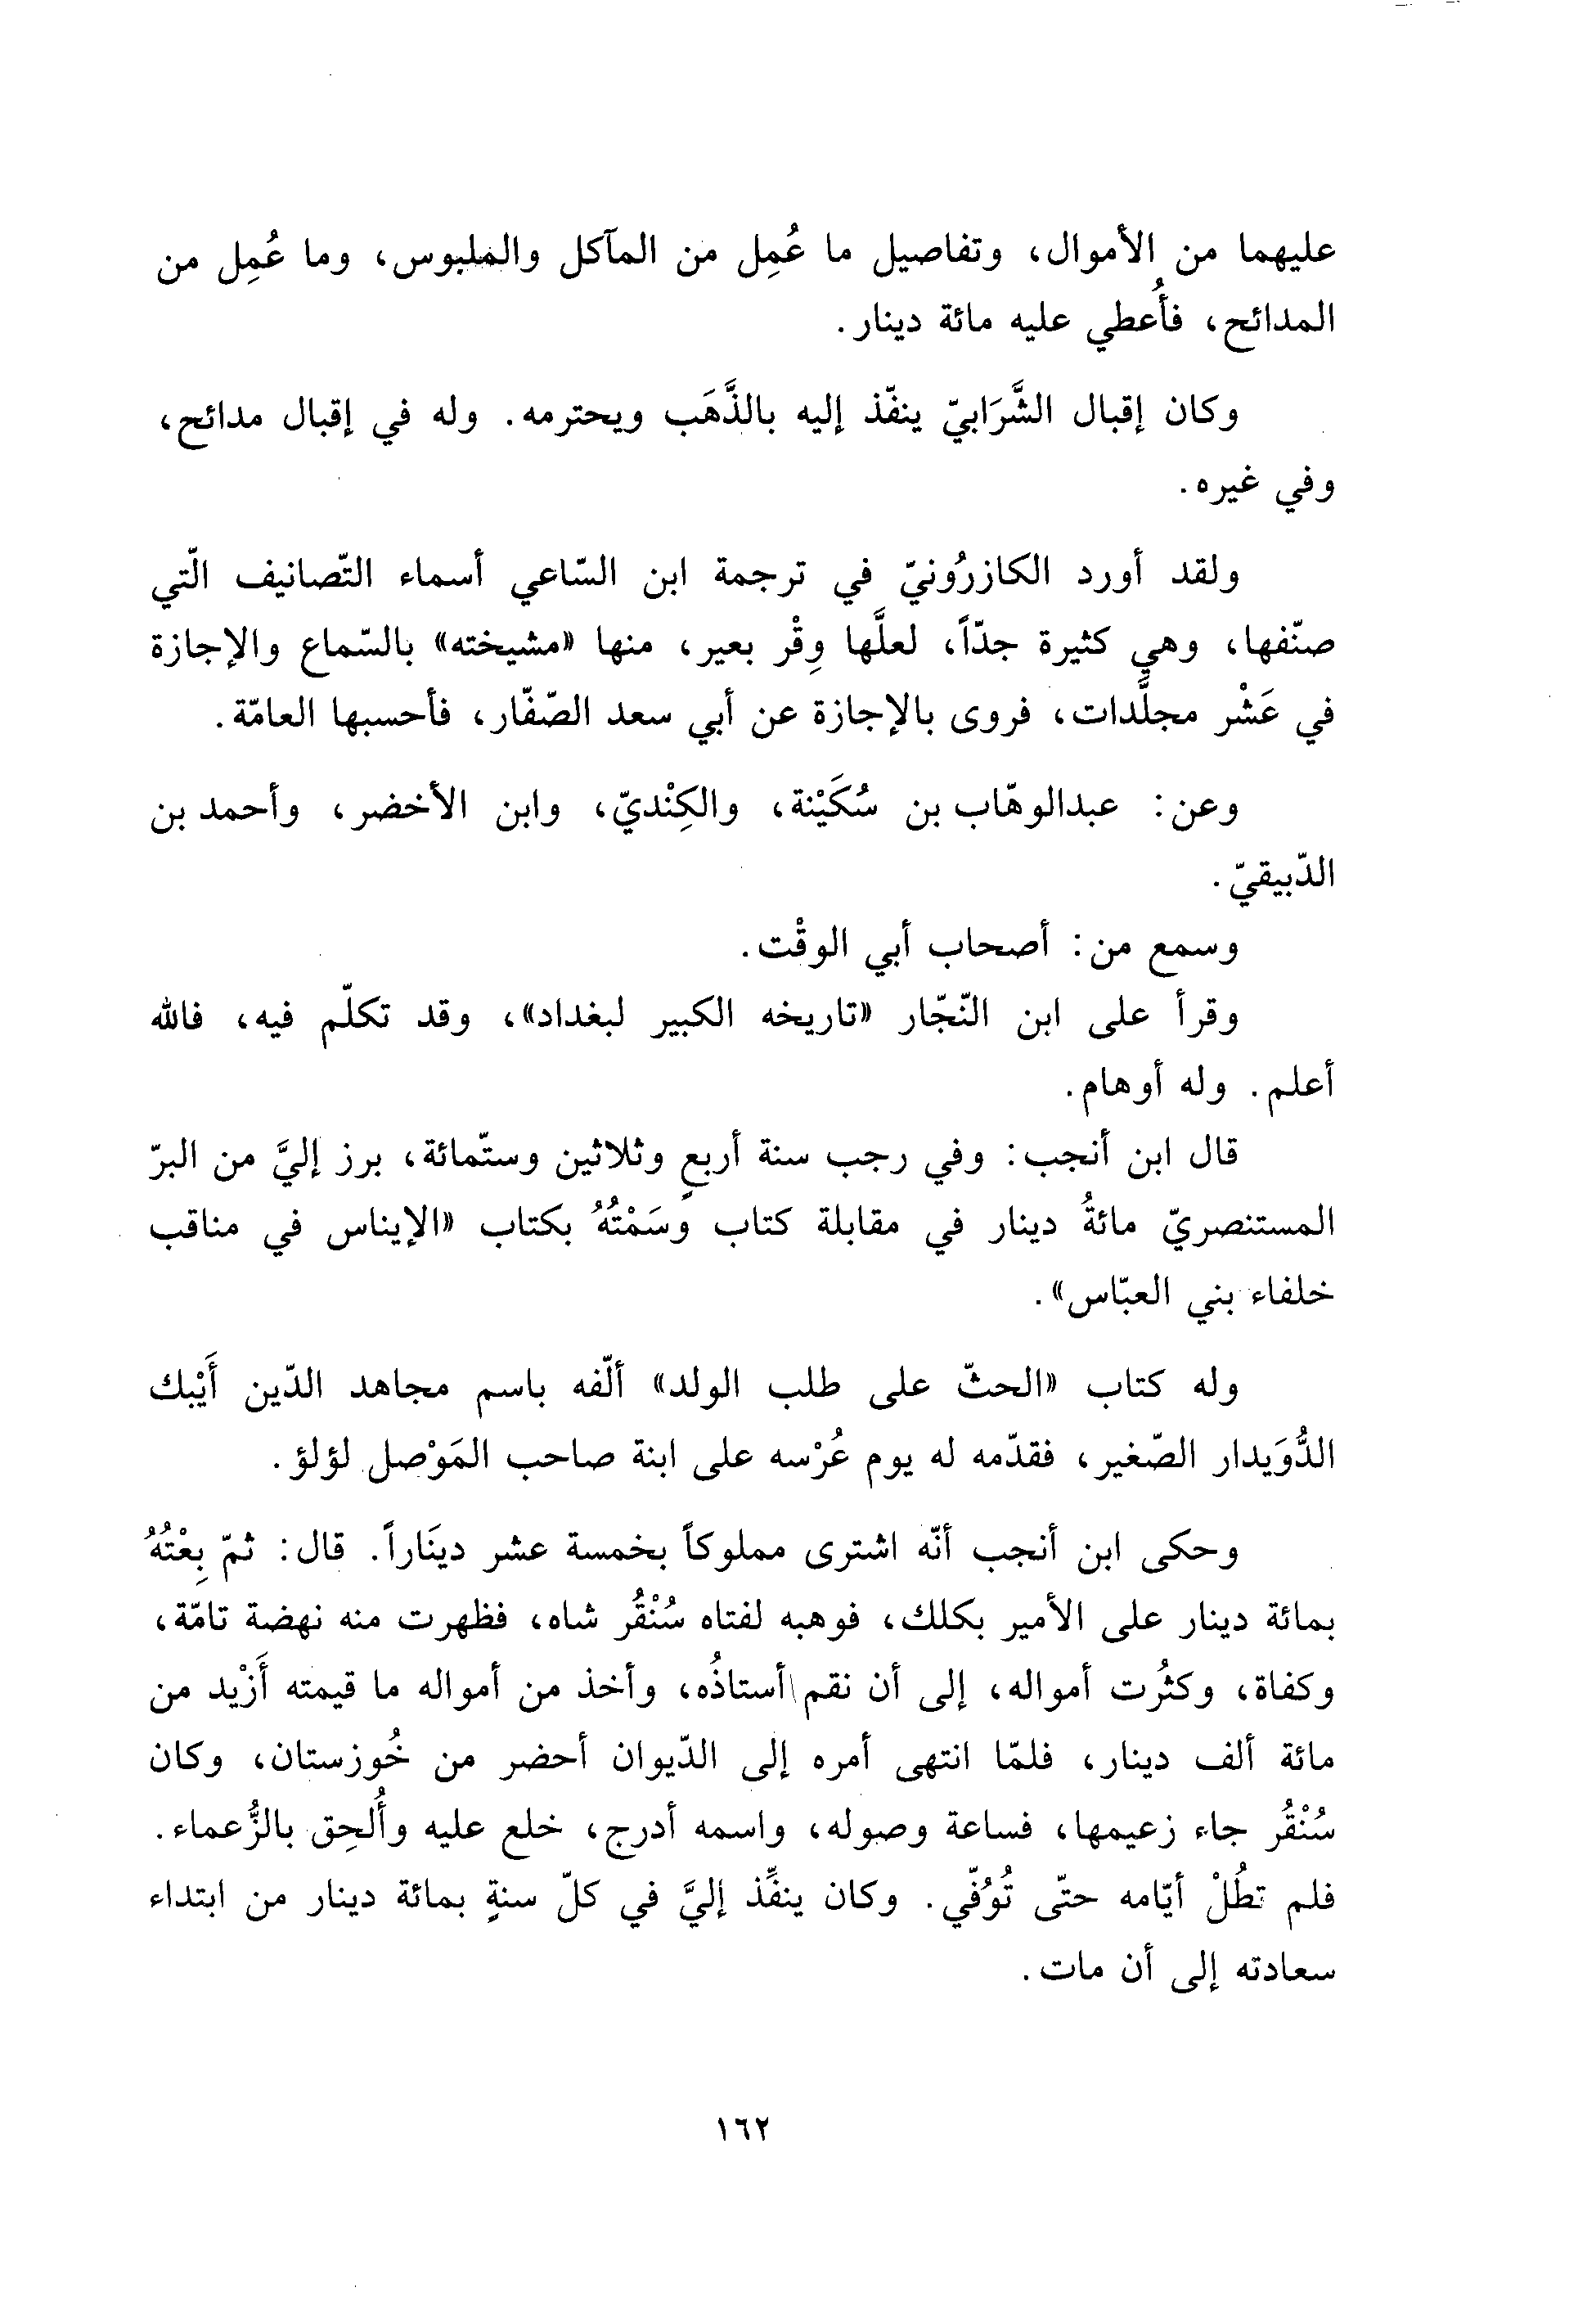 عليهما من الأموال، وتفاصيل ما عُمِل من المآكل والملبوس، وما عُمِل من
المدائح، فأُعطي عليه مائة دينار.
وكان إقبال الشَّرَابيّ ينفّذ إليه بالذَّهَب ويحترمه. وله في إقبال مدائح،
وفي غيره.
ولقد أورد الكازرُونيّ في ترجمة ابن السّاعي أسماء التّصانيف الّتي
صنّفها، وهي كثيرة جدّاً، لعلَّها وِقْر بعير، منها «مشيخته» بالسّماع والإجازة
في عَشْر مجلَّدات، فروى بالإجازة عن أبي سعد الصّفّار، فأحسبها العامّة.
وعن: عبدالوهّاب بن سُكَيْنة، والكِنْديّ، وابن الأخضر، وأحمد بن
الدّبيقيّ.
وسمع من: أصحاب أبي الوقْت.
وقرأ على ابن النّجّار «تاريخه الكبير لبغداد»، وقد تكلّم فيه، فالله
أعلم. وله أوهام.
قال ابن أنجب: وفي رجب سنة أربعٍ وثلاثين وستّمائة، برز إليَّ من البرّ
المستنصريّ مائةُ دينار في مقابلة كتاب وَسَمْتُهُ بكتاب «الإيناس في مناقب
خلفاء بني العبّاس».
وله كتاب «الحثّ على طلب الولد» ألّفه باسم مجاهد الدّين أَيْبك
الدُّوَيدار الصّغير، فقدّمه له يوم عُرْسه على ابنة صاحب المَوْصل لؤلؤ.
وحكى ابن أنجب أنّه اشترى مملوكاً بخمسة عشر دينَاراً. قال: ثمّ بِعْتُهُ
بمائة دينار على الأمير بكلك، فوهبه لفتاه سُنْقُر شاه، فظهرت منه نهضة تامّة،
وكفاة، وكثُرت أمواله، إلى أن نقم أستاذُه، وأخذ من أمواله ما قيمته أَزْيد من
مائة ألف دينار، فلمّا انتهى أمره إلى الدّيوان أحضر من خُوزستان، وكان
سُنْقُر جاء زعيمها، فساعة وصوله، واسمه أدرج، خلع عليه وأُلحِق بالزُّعماء.
فلم تطُلْ أيّامه حتّى تُوُفّي. وكان ينفِّذ إليَّ في كلّ سنةٍ بمائة دينار من ابتداء
سعادته إلى أن مات.
١٦٢